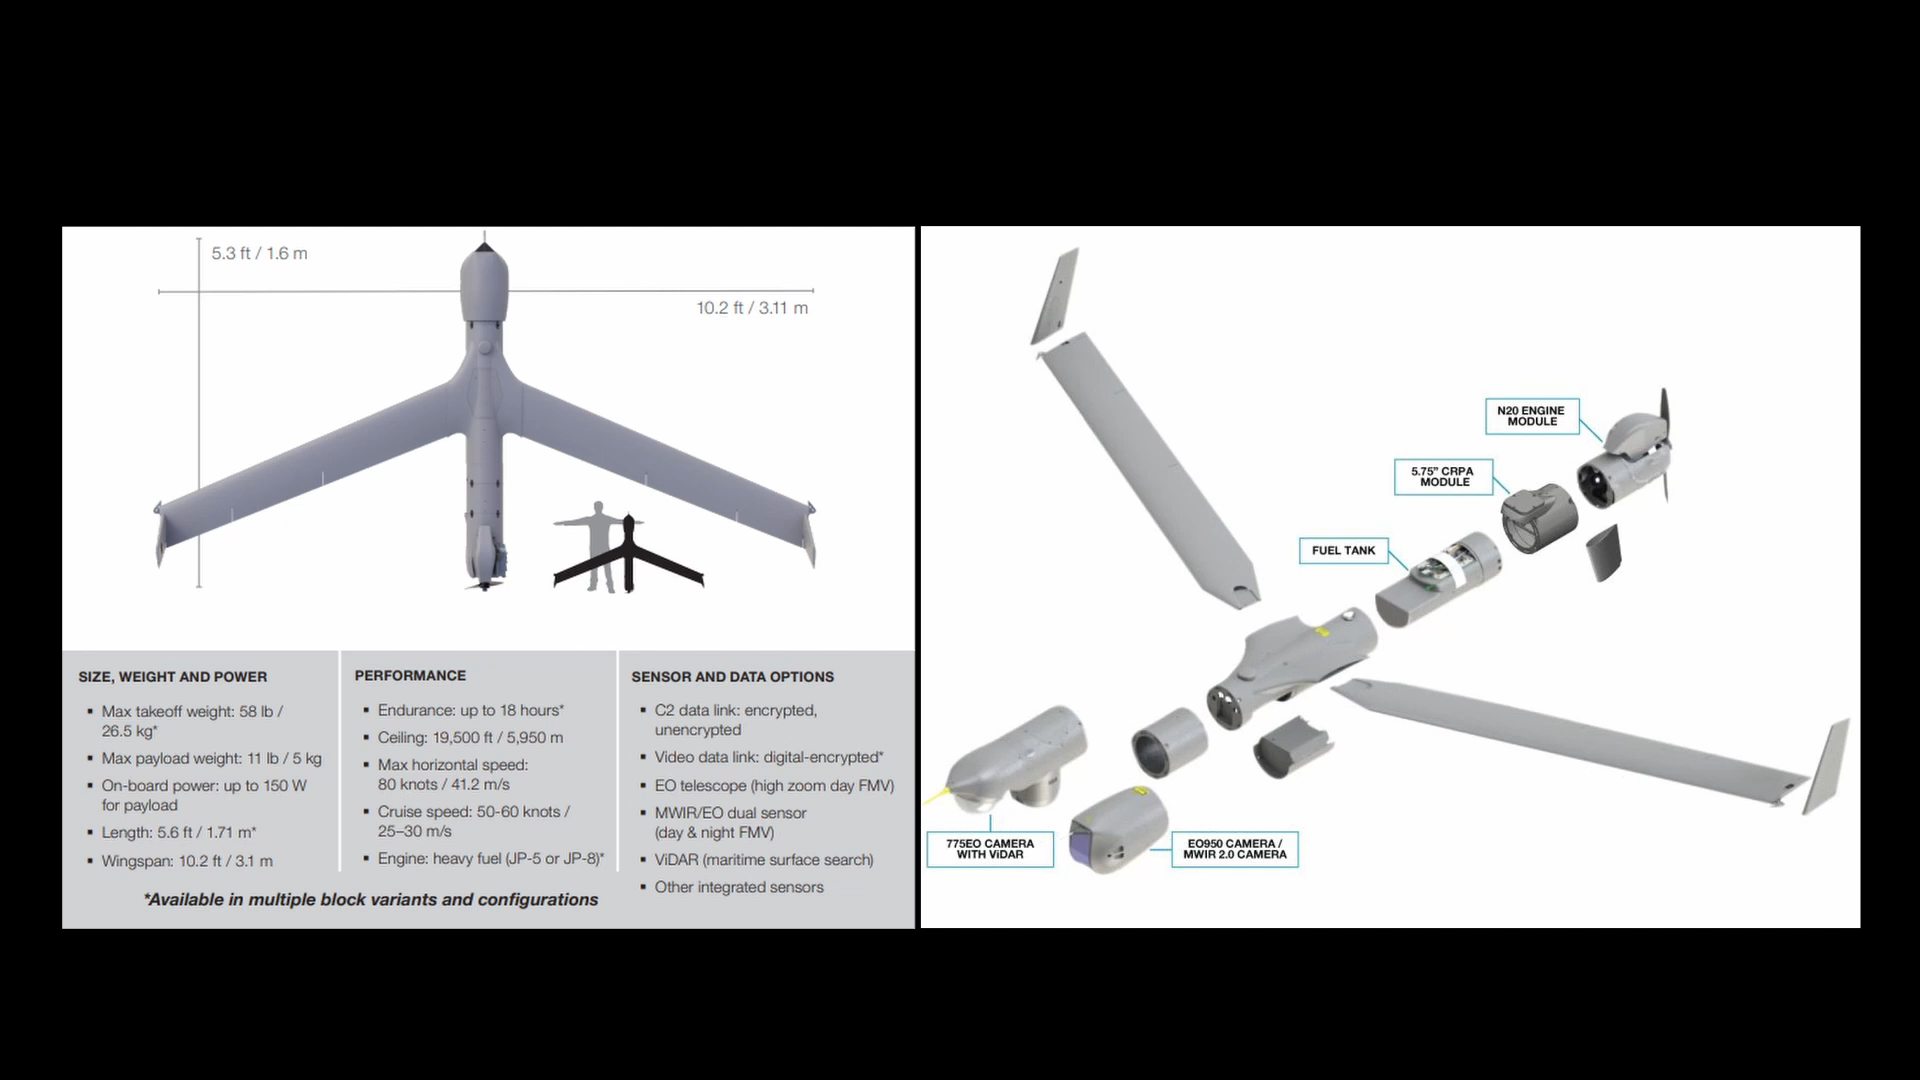 5.3 ft / 1.6 m
10.2 ft / 3.11 m
SIZE, WEIGHT AND POWER
▪ Max takeoff weight: 58 lb /
26.5 kg*
▪ Max payload weight: 11 lb / 5 kg
▪ On-board power: up to 150 W
for payload
▪ Length: 5.6 ft / 1.71 m*
▪ Wingspan: 10.2 ft / 3.1 m
PERFORMANCE
▪ Endurance: up to 18 hours*
▪ Ceiling: 19,500 ft / 5,950 m
▪ Max horizontal speed:
80 knots / 41.2 m/s
▪ Cruise speed: 50-60 knots /
25–30 m/s
▪ Engine: heavy fuel (JP-5 or JP-8)*
SENSOR AND DATA OPTIONS
▪ C2 data link: encrypted,
unencrypted
▪ Video data link: digital-encrypted*
▪ EO telescope (high zoom day FMV)
▪ MWIR/EO dual sensor
(day & night FMV)
▪ ViDAR (maritime surface search)
▪ Other integrated sensors
*Available in multiple block variants and configurations
N20 ENGINE
MODULE
5.75” CRPA
MODULE
FUEL TANK
775EO CAMERA
WITH ViDAR
EO950 CAMERA /
MWIR 2.0 CAMERA